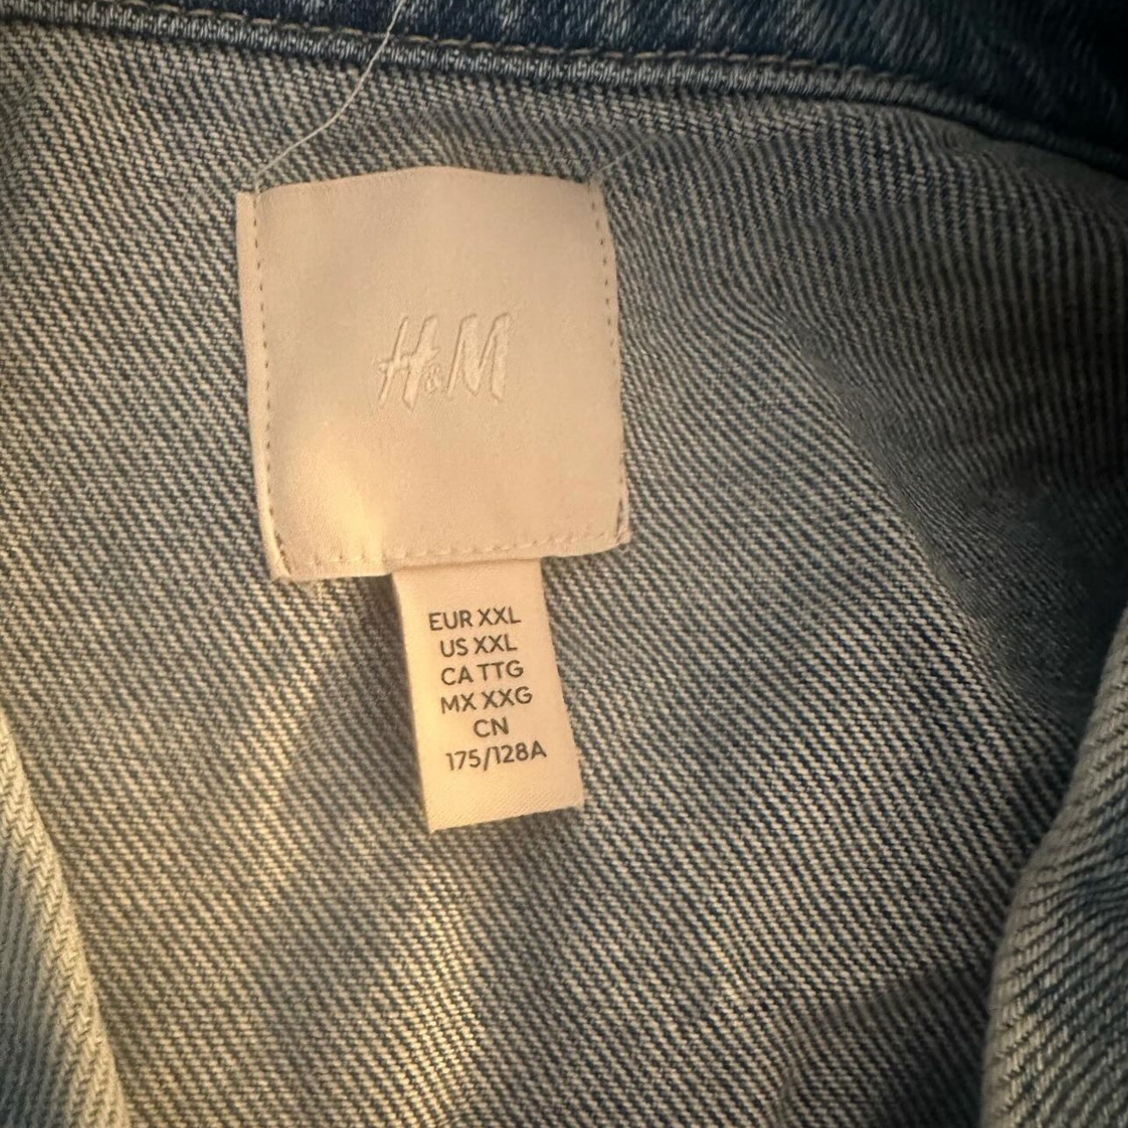 H&M
EUR XXL
US XXL
CA TTG
MX XXG
CN
175/128A